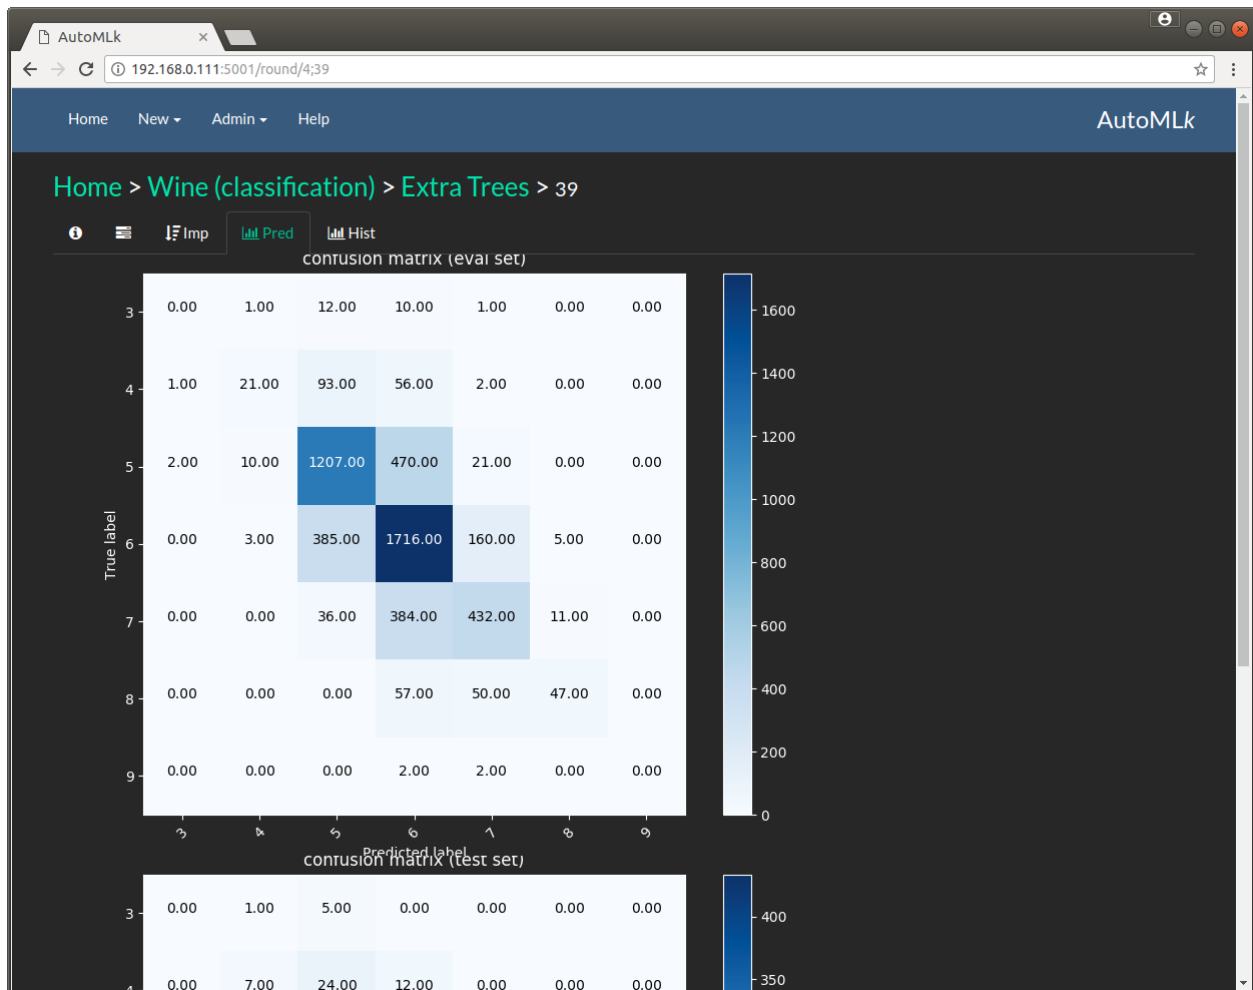 AutoMLk
192.168.0.111:5001/round/4;39
Home New Admin Help AutoMLk
Home > Wine (classification) > Extra Trees > 39
Imp Pred Hist
confusion matrix (eval set)
3 0.00 1.00 12.00 10.00 1.00 0.00 0.00
4 1.00 21.00 93.00 56.00 2.00 0.00 0.00
5 2.00 10.00 1207.00 470.00 21.00 0.00 0.00
6 0.00 3.00 385.00 1716.00 160.00 5.00 0.00
7 0.00 0.00 36.00 384.00 432.00 11.00 0.00
8 0.00 0.00 0.00 57.00 50.00 47.00 0.00
9 0.00 0.00 0.00 2.00 2.00 0.00 0.00
True label
3 4 5 6 7 8 9
Predicted label
1600
1400
1200
1000
800
600
400
200
0
confusion matrix (test set)
3 0.00 1.00 5.00 0.00 0.00 0.00 0.00
4 0.00 7.00 24.00 12.00 0.00 0.00 0.00
400
350